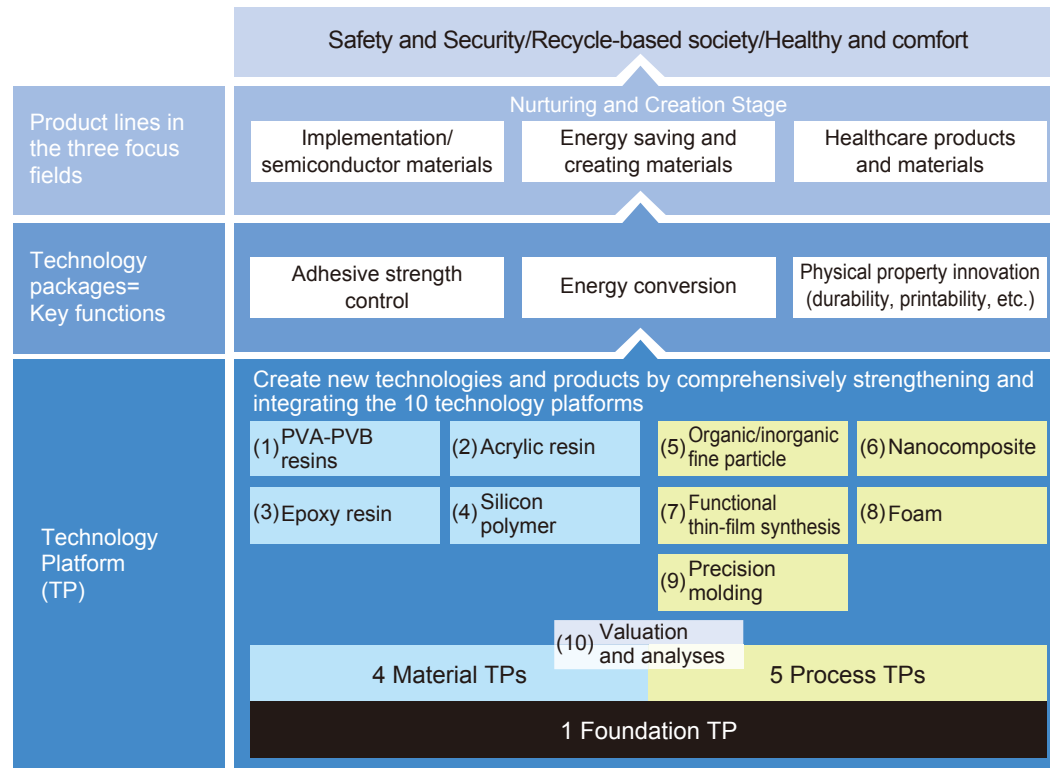 Safety and Security/Recycle-based society/Healthy and comfort
Product lines in
the three focus
fields
Nurturing and Creation Stage
Implementation/
semiconductor materials
Energy saving and
creating materials
Healthcare products
and materials
Technology
packages=
Key functions
Adhesive strength
control
Energy conversion
Physical property innovation
(durability, printability, etc.)
Technology
Platform
(TP)
Create new technologies and products by comprehensively strengthening and
integrating the 10 technology platforms
(1) PVA-PVB
resins
(2) Acrylic resin
(5) Organic/inorganic
fine particle
(6) Nanocomposite
(3) Epoxy resin
(4) Silicon
polymer
(7) Functional
thin-film synthesis
(8) Foam
(9) Precision
molding
(10) Valuation
and analyses
4 Material TPs
5 Process TPs
1 Foundation TP